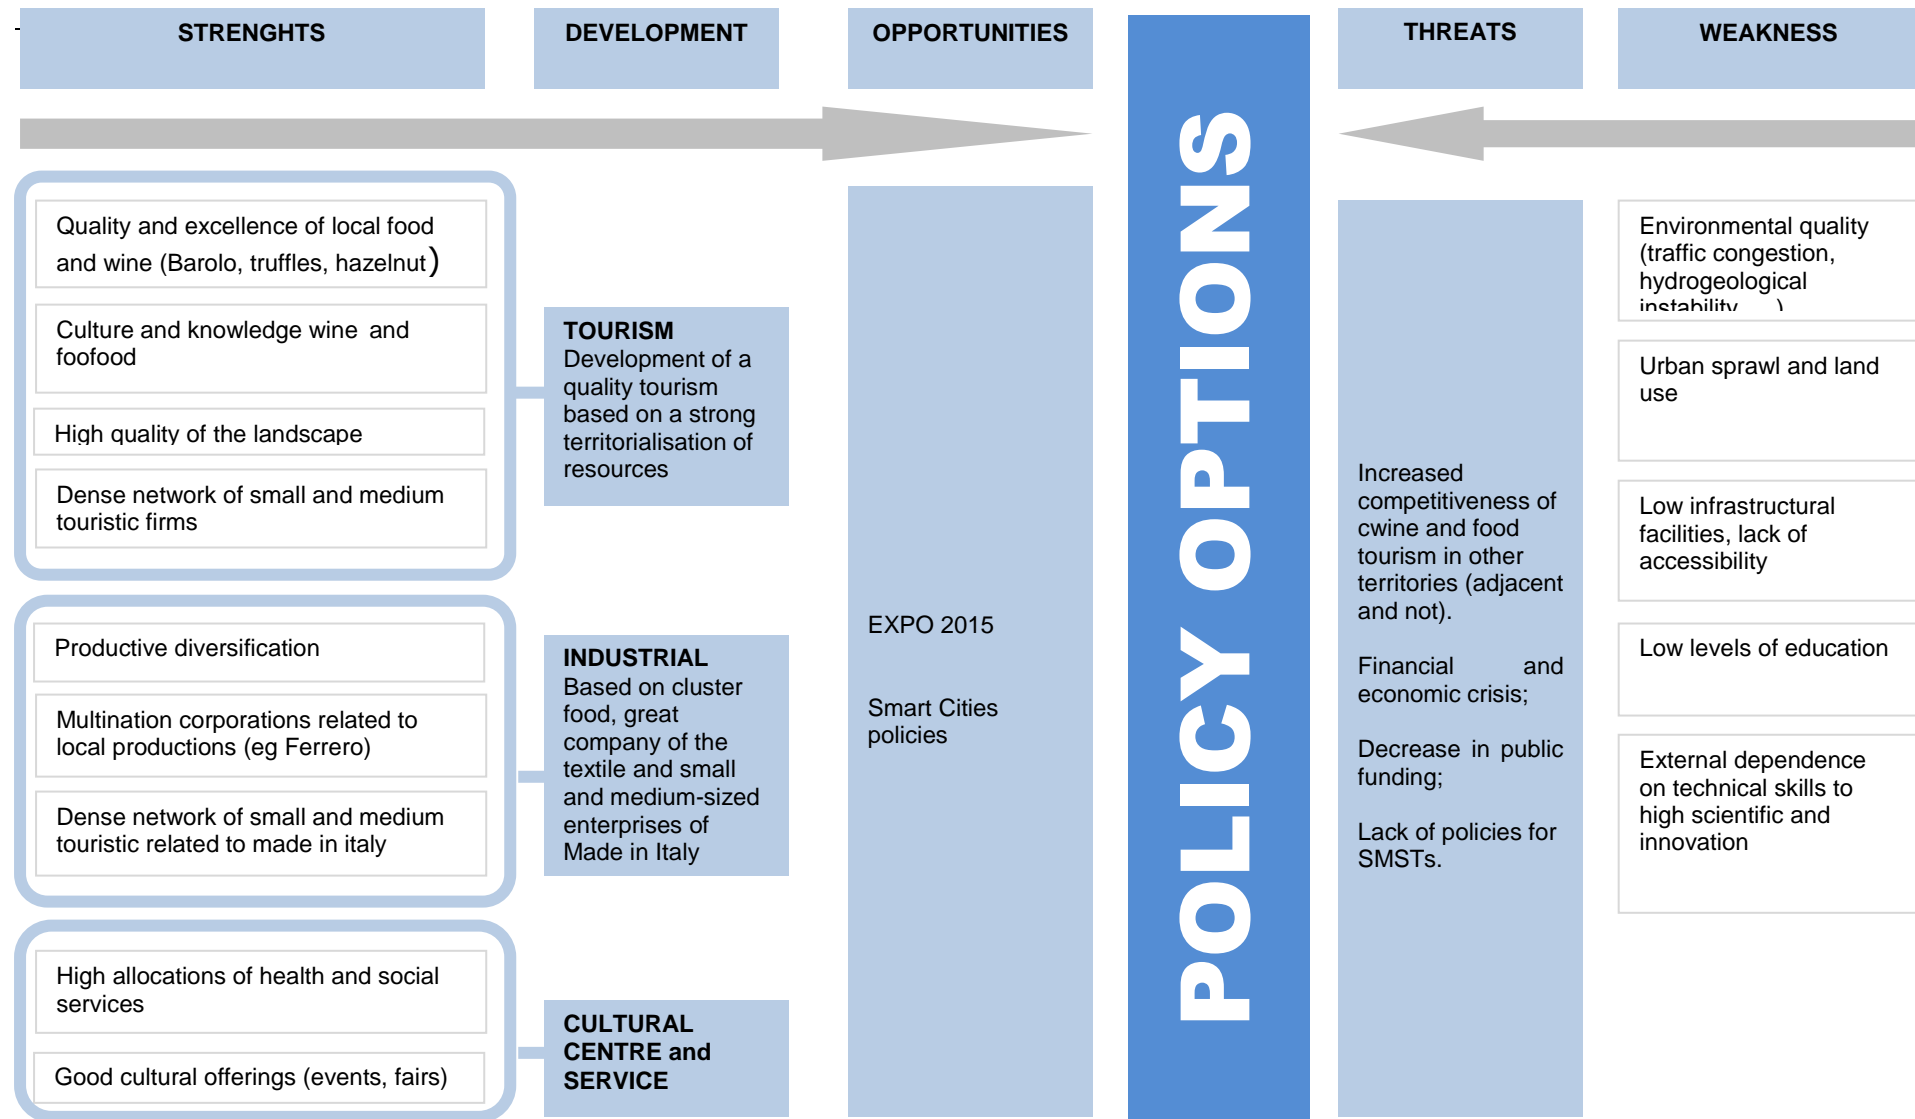 STRENGHTS
DEVELOPMENT
OPPORTUNITIES
THREATS
WEAKNESS
Quality and excellence of local food
and wine (Barolo, truffles, hazelnut)
Culture and knowledge wine and
foofood
High quality of the landscape
Dense network of small and medium
touristic firms
TOURISM
Development of a
quality tourism
based on a strong
territorialisation of
resources
Productive diversification
Multination corporations related to
local productions (eg Ferrero)
Dense network of small and medium
touristic related to made in italy
INDUSTRIAL
Based on cluster
food, great
company of the
textile and small
and medium-sized
enterprises of
Made in Italy
High allocations of health and social
services
Good cultural offerings (events, fairs)
CULTURAL
CENTRE and
SERVICE
EXPO 2015
Smart Cities
policies
POLICY OPTIONS
Increased
competitiveness of
cwine and food
tourism in other
territories (adjacent
and not).
Financial and
economic crisis;
Decrease in public
funding;
Lack of policies for
SMSTs.
Environmental quality
(traffic congestion,
hydrogeological
instability )
Urban sprawl and land
use
Low infrastructural
facilities, lack of
accessibility
Low levels of education
External dependence
on technical skills to
high scientific and
innovation